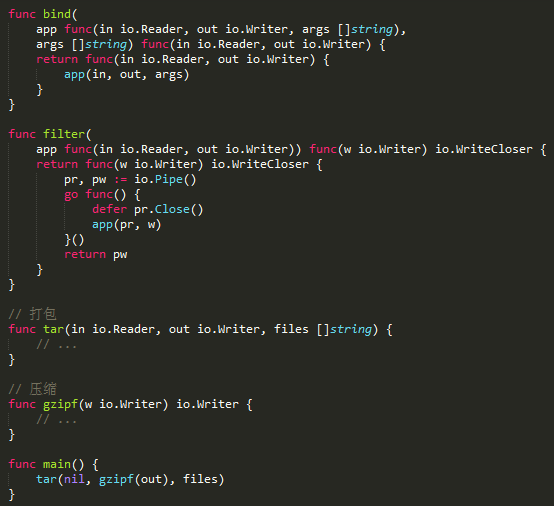 func bind(
    app func(in io.Reader, out io.Writer, args []string),
    args []string) func(in io.Reader, out io.Writer) {
    return func(in io.Reader, out io.Writer) {
        app(in, out, args)
    }
}

func filter(
    app func(in io.Reader, out io.Writer)) func(w io.Writer) io.WriteCloser {
    return func(w io.Writer) io.WriteCloser {
        pr, pw := io.Pipe()
        go func() {
            defer pr.Close()
            app(pr, w)
        }()
        return pw
    }
}

// 打包
func tar(in io.Reader, out io.Writer, files []string) {
    // ...
}

// 压缩
func gzipf(w io.Writer) io.Writer {
    // ...
}

func main() {
    tar(nil, gzipf(out), files)
}